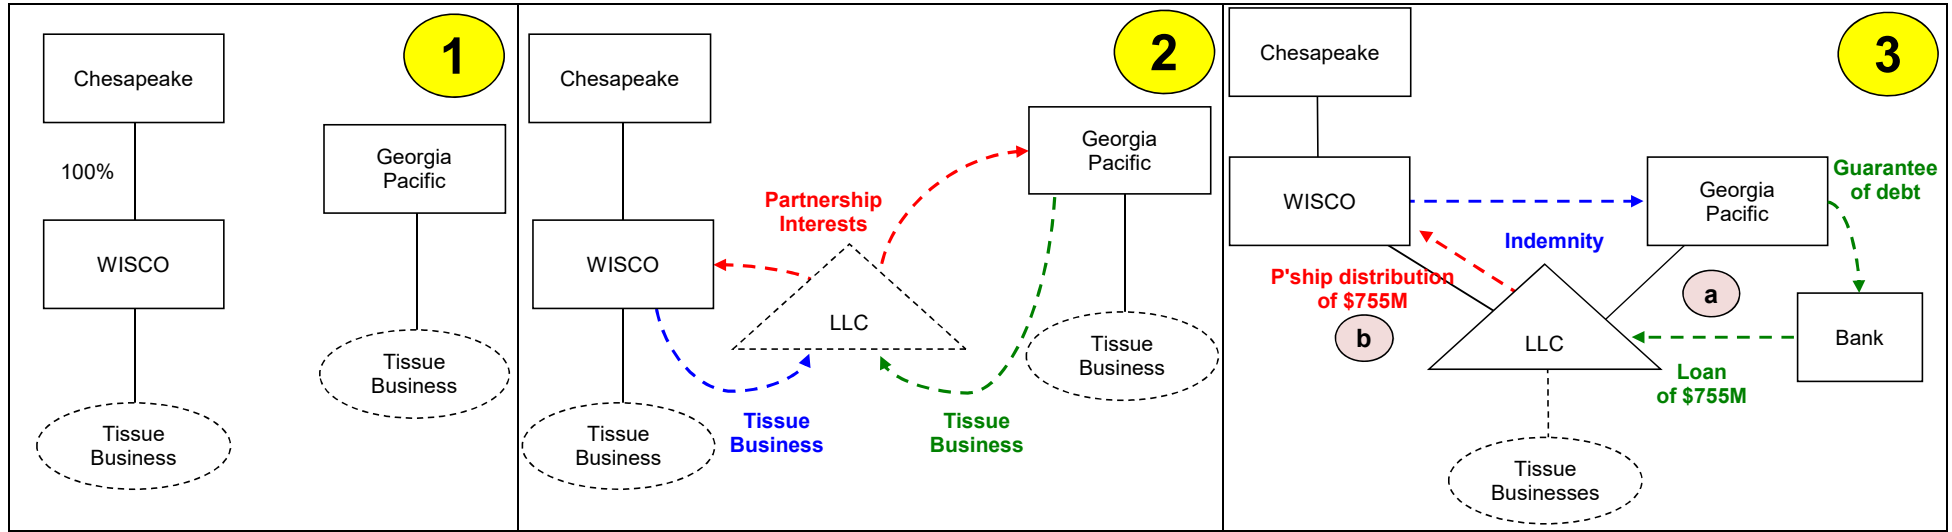 1
Chesapeake
100%
Georgia
Pacific
WISCO
Tissue
Business
Tissue
Business
2
Chesapeake
Georgia
Pacific
Partnership
Interests
WISCO
LLC
Tissue
Business
Tissue
Business
Tissue
Business
Tissue
Business
3
Chesapeake
WISCO
Georgia
Pacific
Guarantee
of debt
Indemnity
P'ship distribution
of $755M
a
b
LLC
Bank
Loan
of $755M
Tissue
Businesses